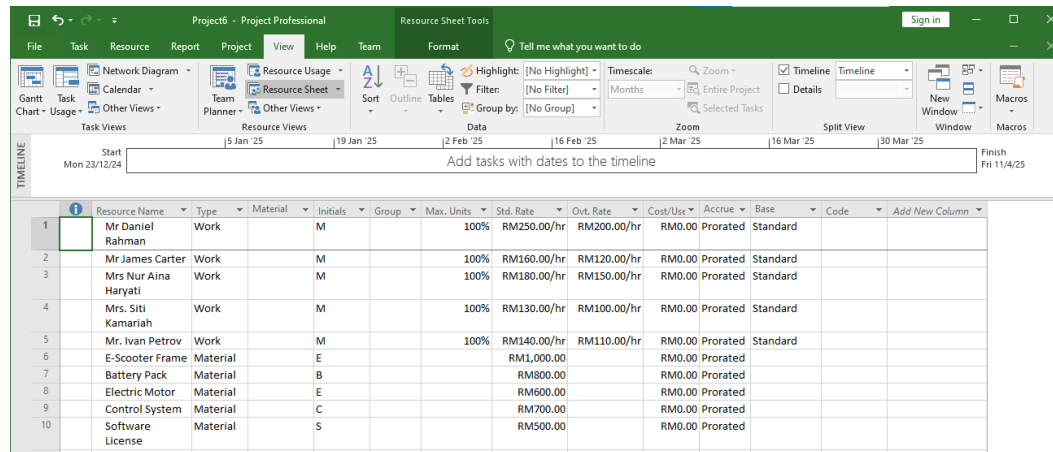 Project6 - Project Professional
Resource Sheet Tools
Sign in
File Task Resource Report Project View Help Team Format Tell me what you want to do
Network Diagram Resource Usage Highlight: [No Highlight] Timescale: Zoom Timeline Timeline
Calendar Resource Sheet Filter: [No Filter] Months Entire Project Details
Other Views Other Views Group by: [No Group] Selected Tasks
Gantt Chart Task Usage Team Planner Sort Outline Tables New Window Macros
Task Views Resource Views Data Zoom Split View Window Macros
TIMELINE
5 Jan '25 19 Jan '25 2 Feb '25 16 Feb '25 2 Mar '25 16 Mar '25 30 Mar '25
Start
Mon 23/12/24
Add tasks with dates to the timeline
Finish
Fri 11/4/25
Resource Name Type Material Initials Group Max. Units Std. Rate Ovt. Rate Cost/Use Accrue Base Code Add New Column
1 Mr Daniel Rahman Work M 100% RM250.00/hr RM200.00/hr RM0.00 Prorated Standard
2 Mr James Carter Work M 100% RM160.00/hr RM120.00/hr RM0.00 Prorated Standard
3 Mrs Nur Aina Haryati Work M 100% RM180.00/hr RM150.00/hr RM0.00 Prorated Standard
4 Mrs. Siti Kamariah Work M 100% RM130.00/hr RM100.00/hr RM0.00 Prorated Standard
5 Mr. Ivan Petrov Work M 100% RM140.00/hr RM110.00/hr RM0.00 Prorated Standard
6 E-Scooter Frame Material E RM1,000.00 RM0.00 Prorated
7 Battery Pack Material B RM800.00 RM0.00 Prorated
8 Electric Motor Material E RM600.00 RM0.00 Prorated
9 Control System Material C RM700.00 RM0.00 Prorated
10 Software License Material S RM500.00 RM0.00 Prorated